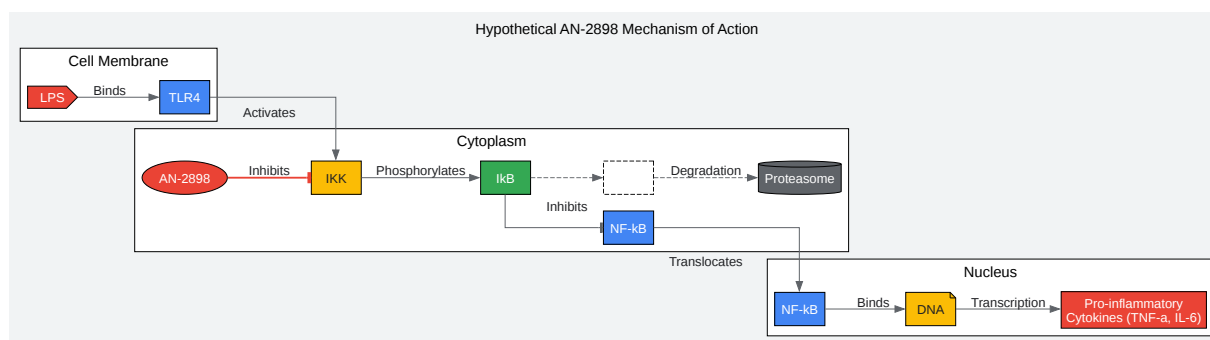 Hypothetical AN-2898 Mechanism of Action
Cell Membrane
LPS
Binds
TLR4
Activates
Cytoplasm
AN-2898
Inhibits
IKK
Phosphorylates
IkB
Degradation
Proteasome
Inhibits
NF-kB
Translocates
Nucleus
NF-kB
Binds
DNA
Transcription
Pro-inflammatory
Cytokines (TNF-a, IL-6)